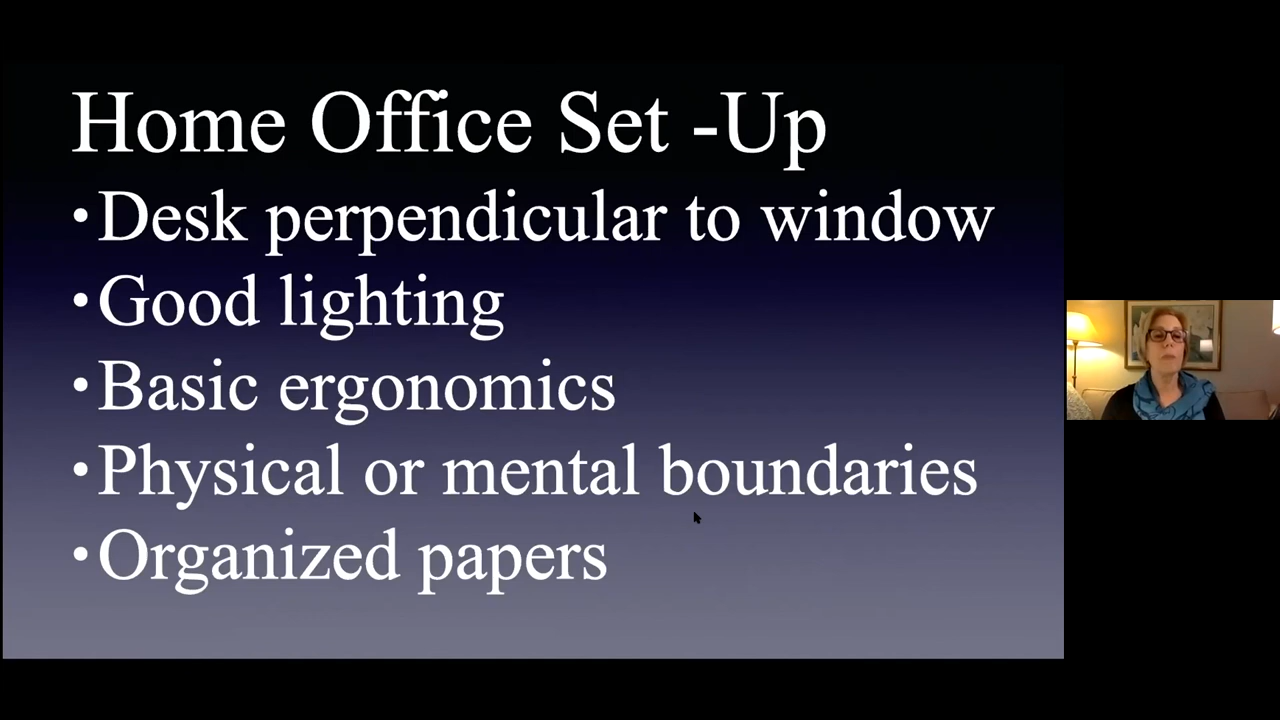 Home Office Set -Up
•Desk perpendicular to window
•Good lighting
•Basic ergonomics
•Physical or mental boundaries
•Organized papers